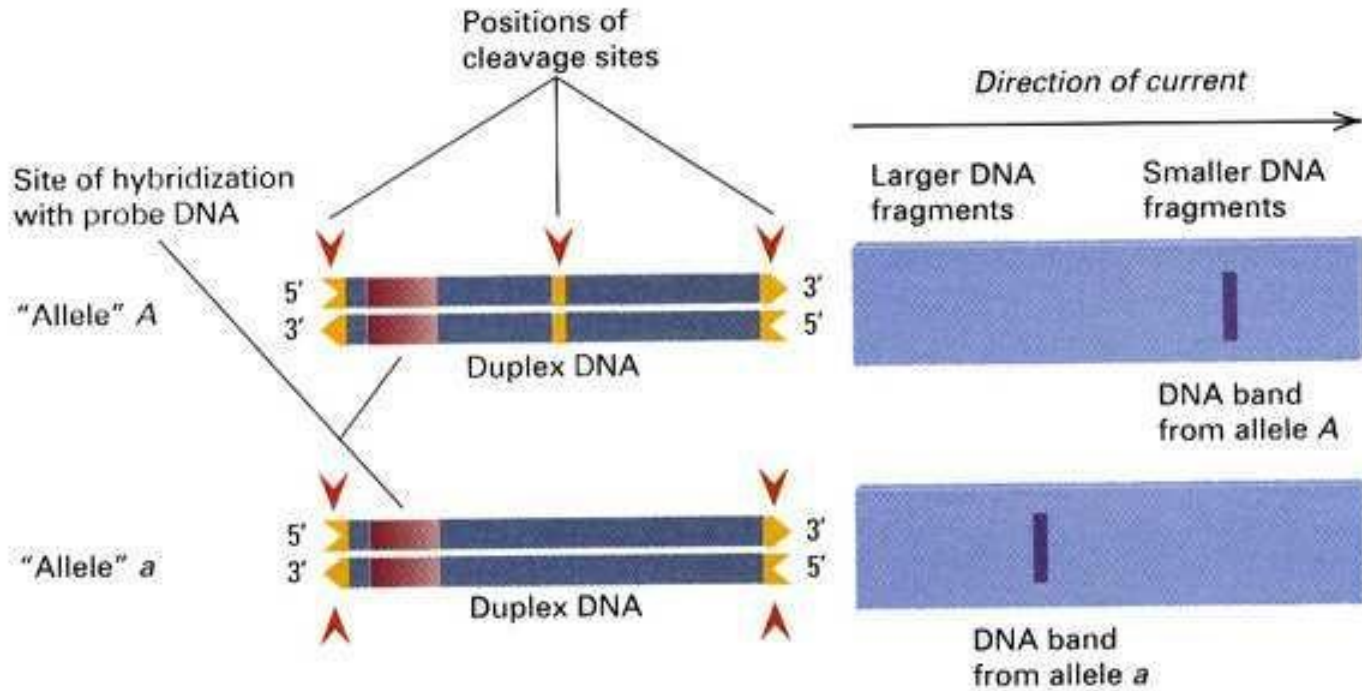 Positions of
cleavage sites
Direction of current
Site of hybridization
with probe DNA
Larger DNA
fragments
Smaller DNA
fragments
"Allele" A
5'
3'
3'
5'
Duplex DNA
DNA band
from allele A
"Allele" a
5'
3'
3'
5'
Duplex DNA
DNA band
from allele a